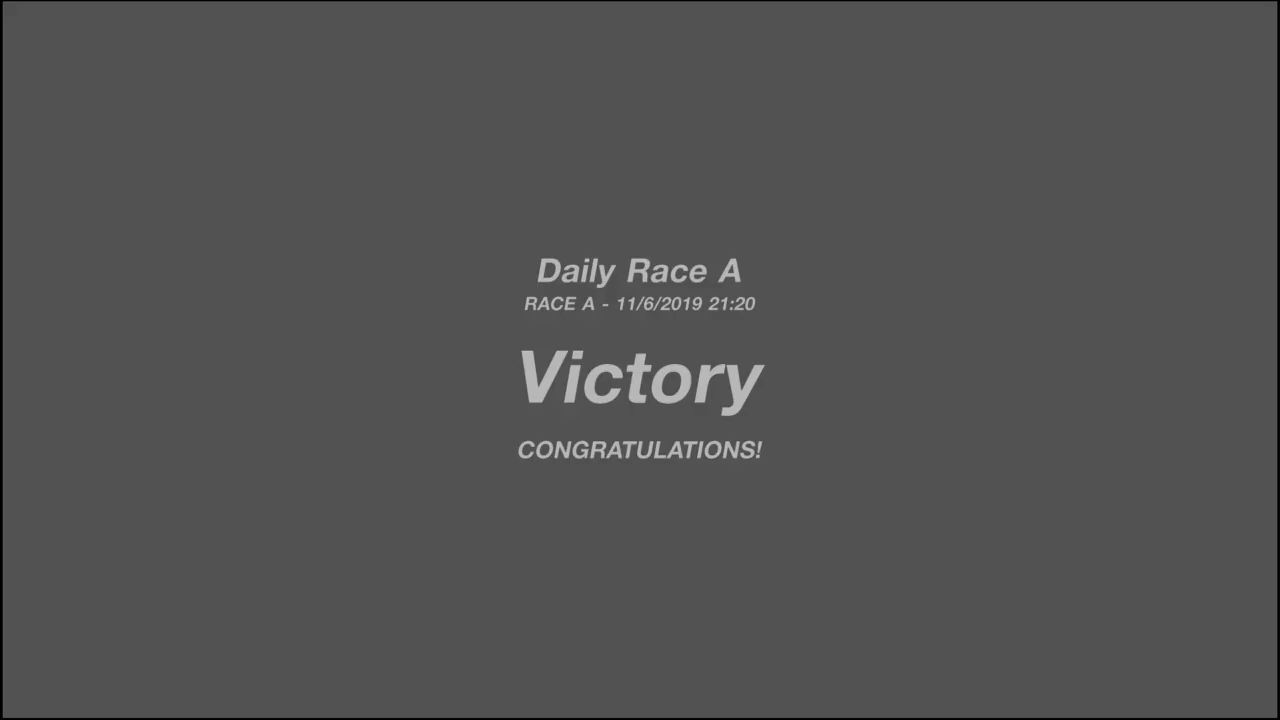 Daily Race A
RACE A - 11/6/2019 21:20
Victory
CONGRATULATIONS!